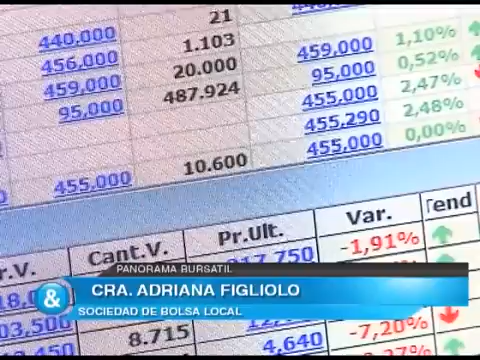 21
440,000 1.103
456,000 20.000 459,000 1,10%
459,000 487.924 95,000 0,52%
95,000 455,000 2,47%
455,290 2,48%
455,000 10.600 455,000 0,00%
Cant.V. Pr.Ult. Var. Tend
-1,91%
PANORAMA BURSATIL
& CRA. ADRIANA FIGLIOLO
SOCIEDAD DE BOLSA LOCAL
8.715 4,640 -7,20%